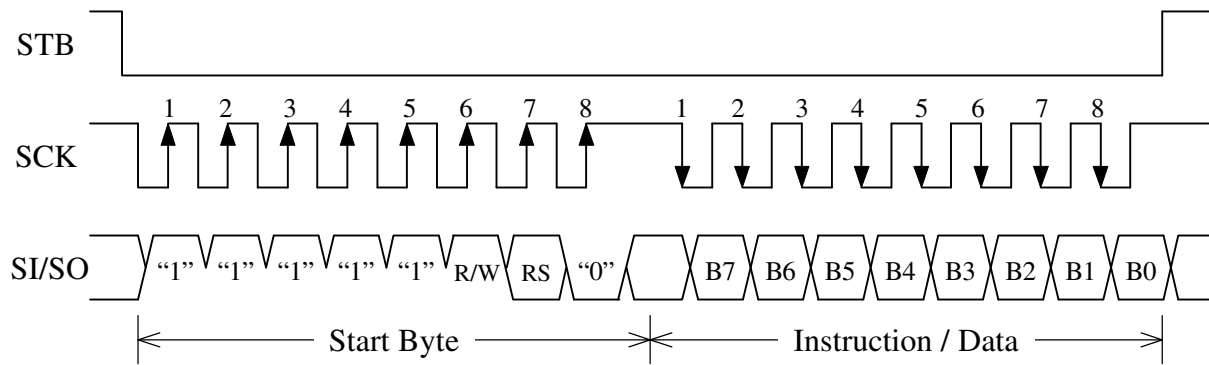 STB
1 2 3 4 5 6 7 8 1 2 3 4 5 6 7 8
SCK
SI/SO “1” “1” “1” “1” “1” R/W RS “0” B7 B6 B5 B4 B3 B2 B1 B0
Start Byte Instruction / Data